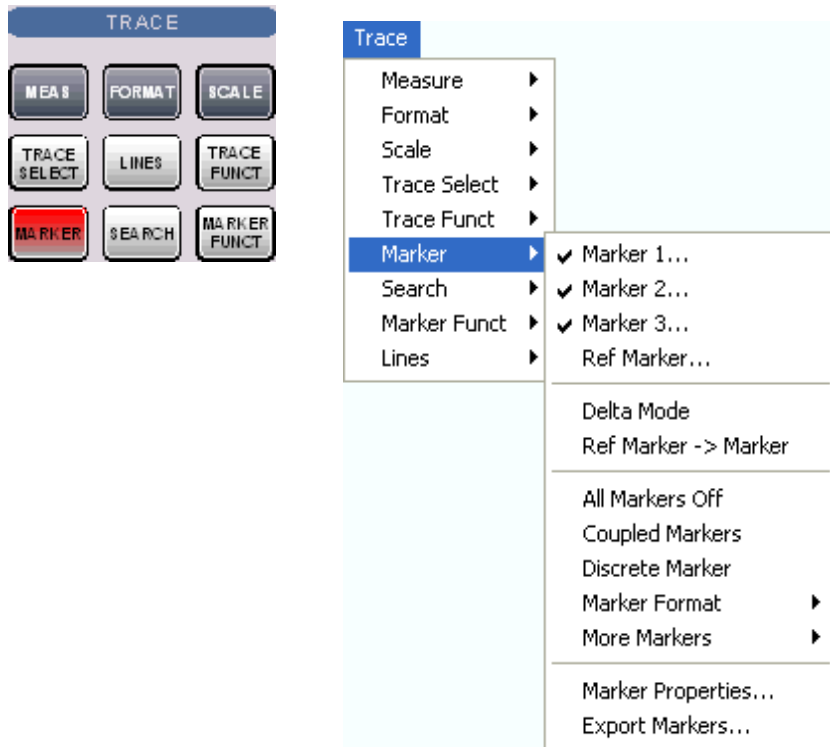 TRACE
MEAS
FORMAT
SCALE
TRACE
SELECT
LINES
TRACE
FUNCT
MARKER
SEARCH
MARKER
FUNCT
Trace
Measure
Format
Scale
Trace Select
Trace Funct
Marker
Search
Marker Funct
Lines
Marker 1...
Marker 2...
Marker 3...
Ref Marker...
Delta Mode
Ref Marker -> Marker
All Markers Off
Coupled Markers
Discrete Marker
Marker Format
More Markers
Marker Properties...
Export Markers...